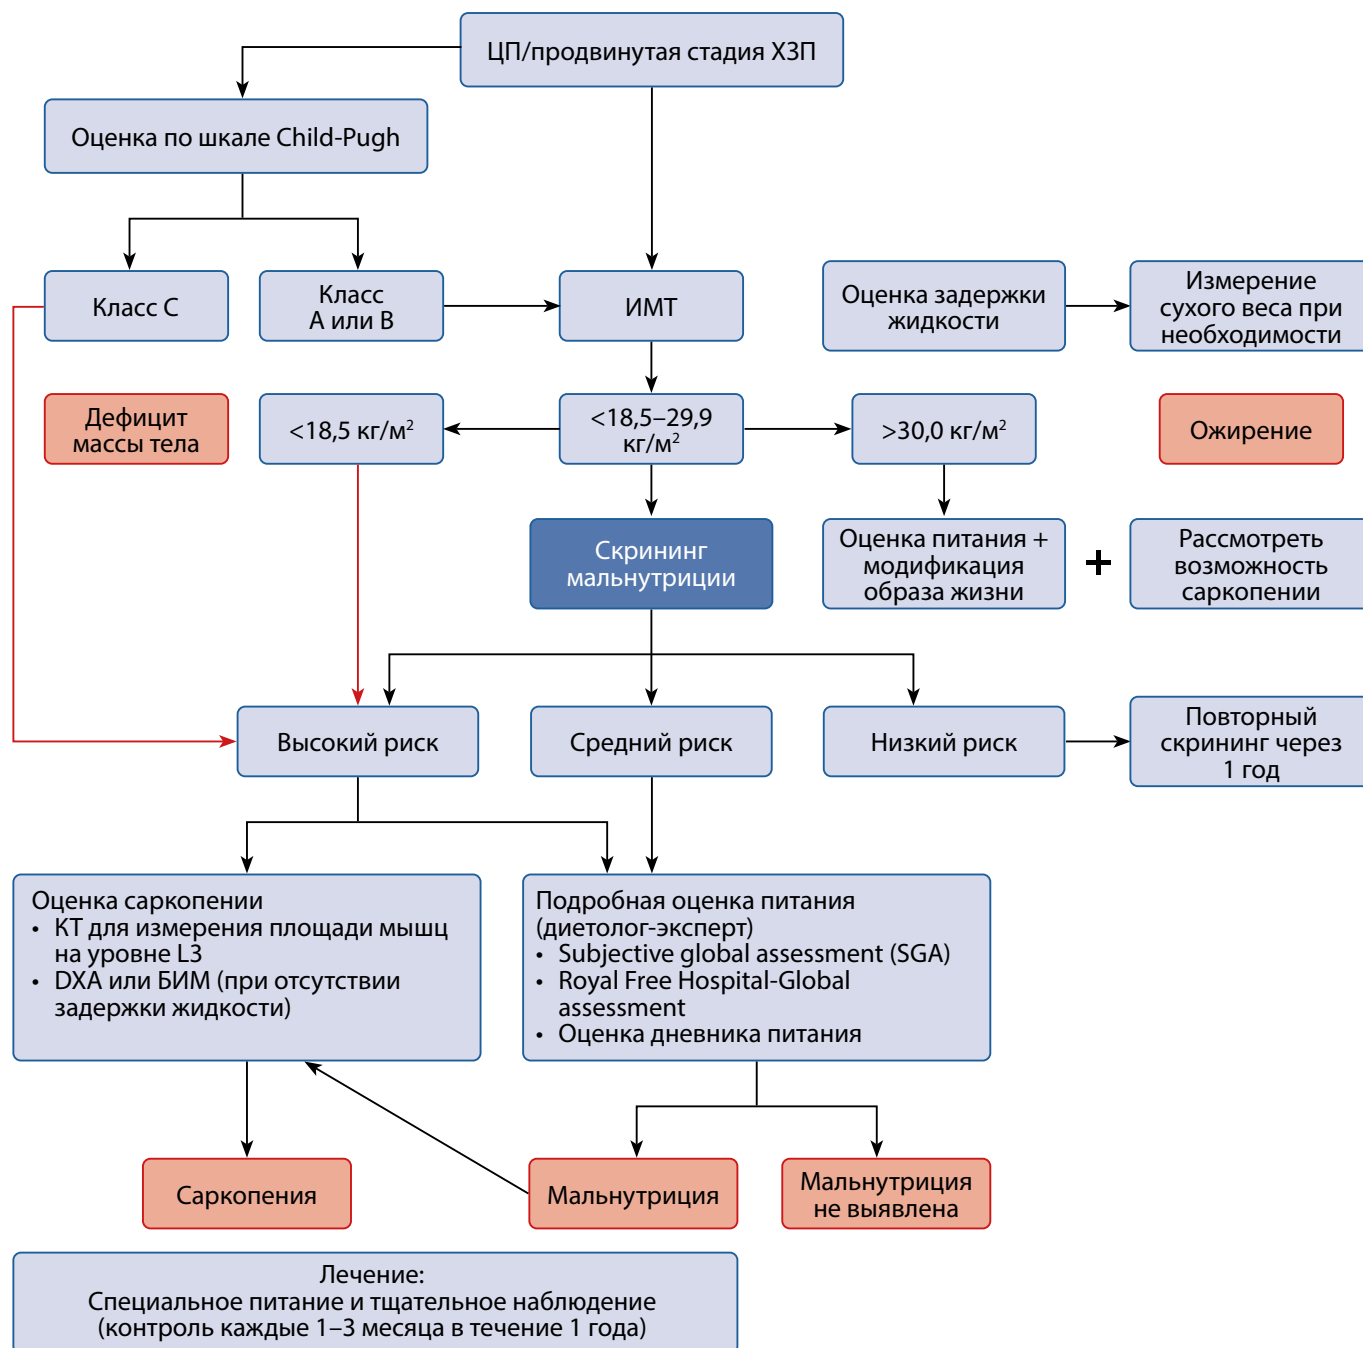 ЦП/продвинутая стадия ХЗП
Оценка по шкале Child-Pugh
Класс С
Класс
А или В
ИМТ
Оценка задержки
жидкости
Измерение
сухого веса при
необходимости
Дефицит
массы тела
<18,5 кг/м²
<18,5–29,9
кг/м²
>30,0 кг/м²
Ожирение
Скрининг
мальнутриции
Оценка питания +
модификация
образа жизни
+
Рассмотреть
возможность
саркопении
Высокий риск
Средний риск
Низкий риск
Повторный
скрининг через
1 год
Оценка саркопении
• КТ для измерения площади мышц
на уровне L3
• DXA или БИМ (при отсутствии
задержки жидкости)
Подробная оценка питания
(диетолог-эксперт)
• Subjective global assessment (SGA)
• Royal Free Hospital-Global
assessment
• Оценка дневника питания
Саркопения
Мальнутриция
Мальнутриция
не выявлена
Лечение:
Специальное питание и тщательное наблюдение
(контроль каждые 1–3 месяца в течение 1 года)